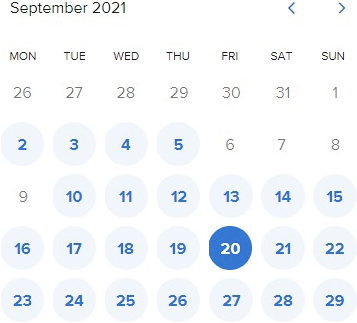 September 2021
MON TUE WED THU FRI SAT SUN
26 27 28 29 30 31 1
2 3 4 5 6 7 8
9 10 11 12 13 14 15
16 17 18 19 20 21 22
23 24 25 26 27 28 29